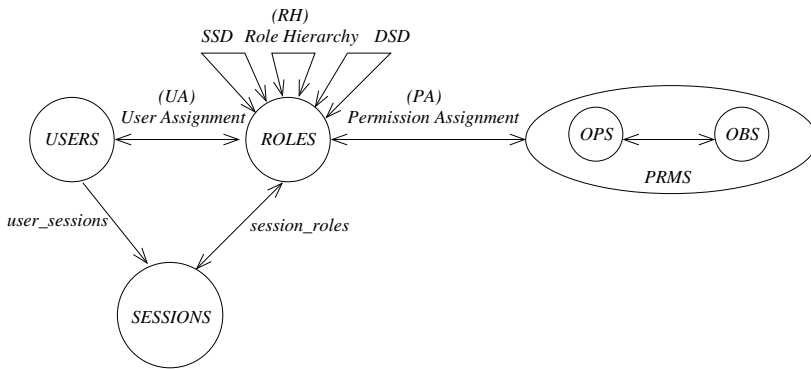 (RH)
SSD Role Hierarchy DSD
(UA)
User Assignment
(PA)
Permission Assignment
USERS
ROLES
OPS
OBS
PRMS
user_sessions
session_roles
SESSIONS